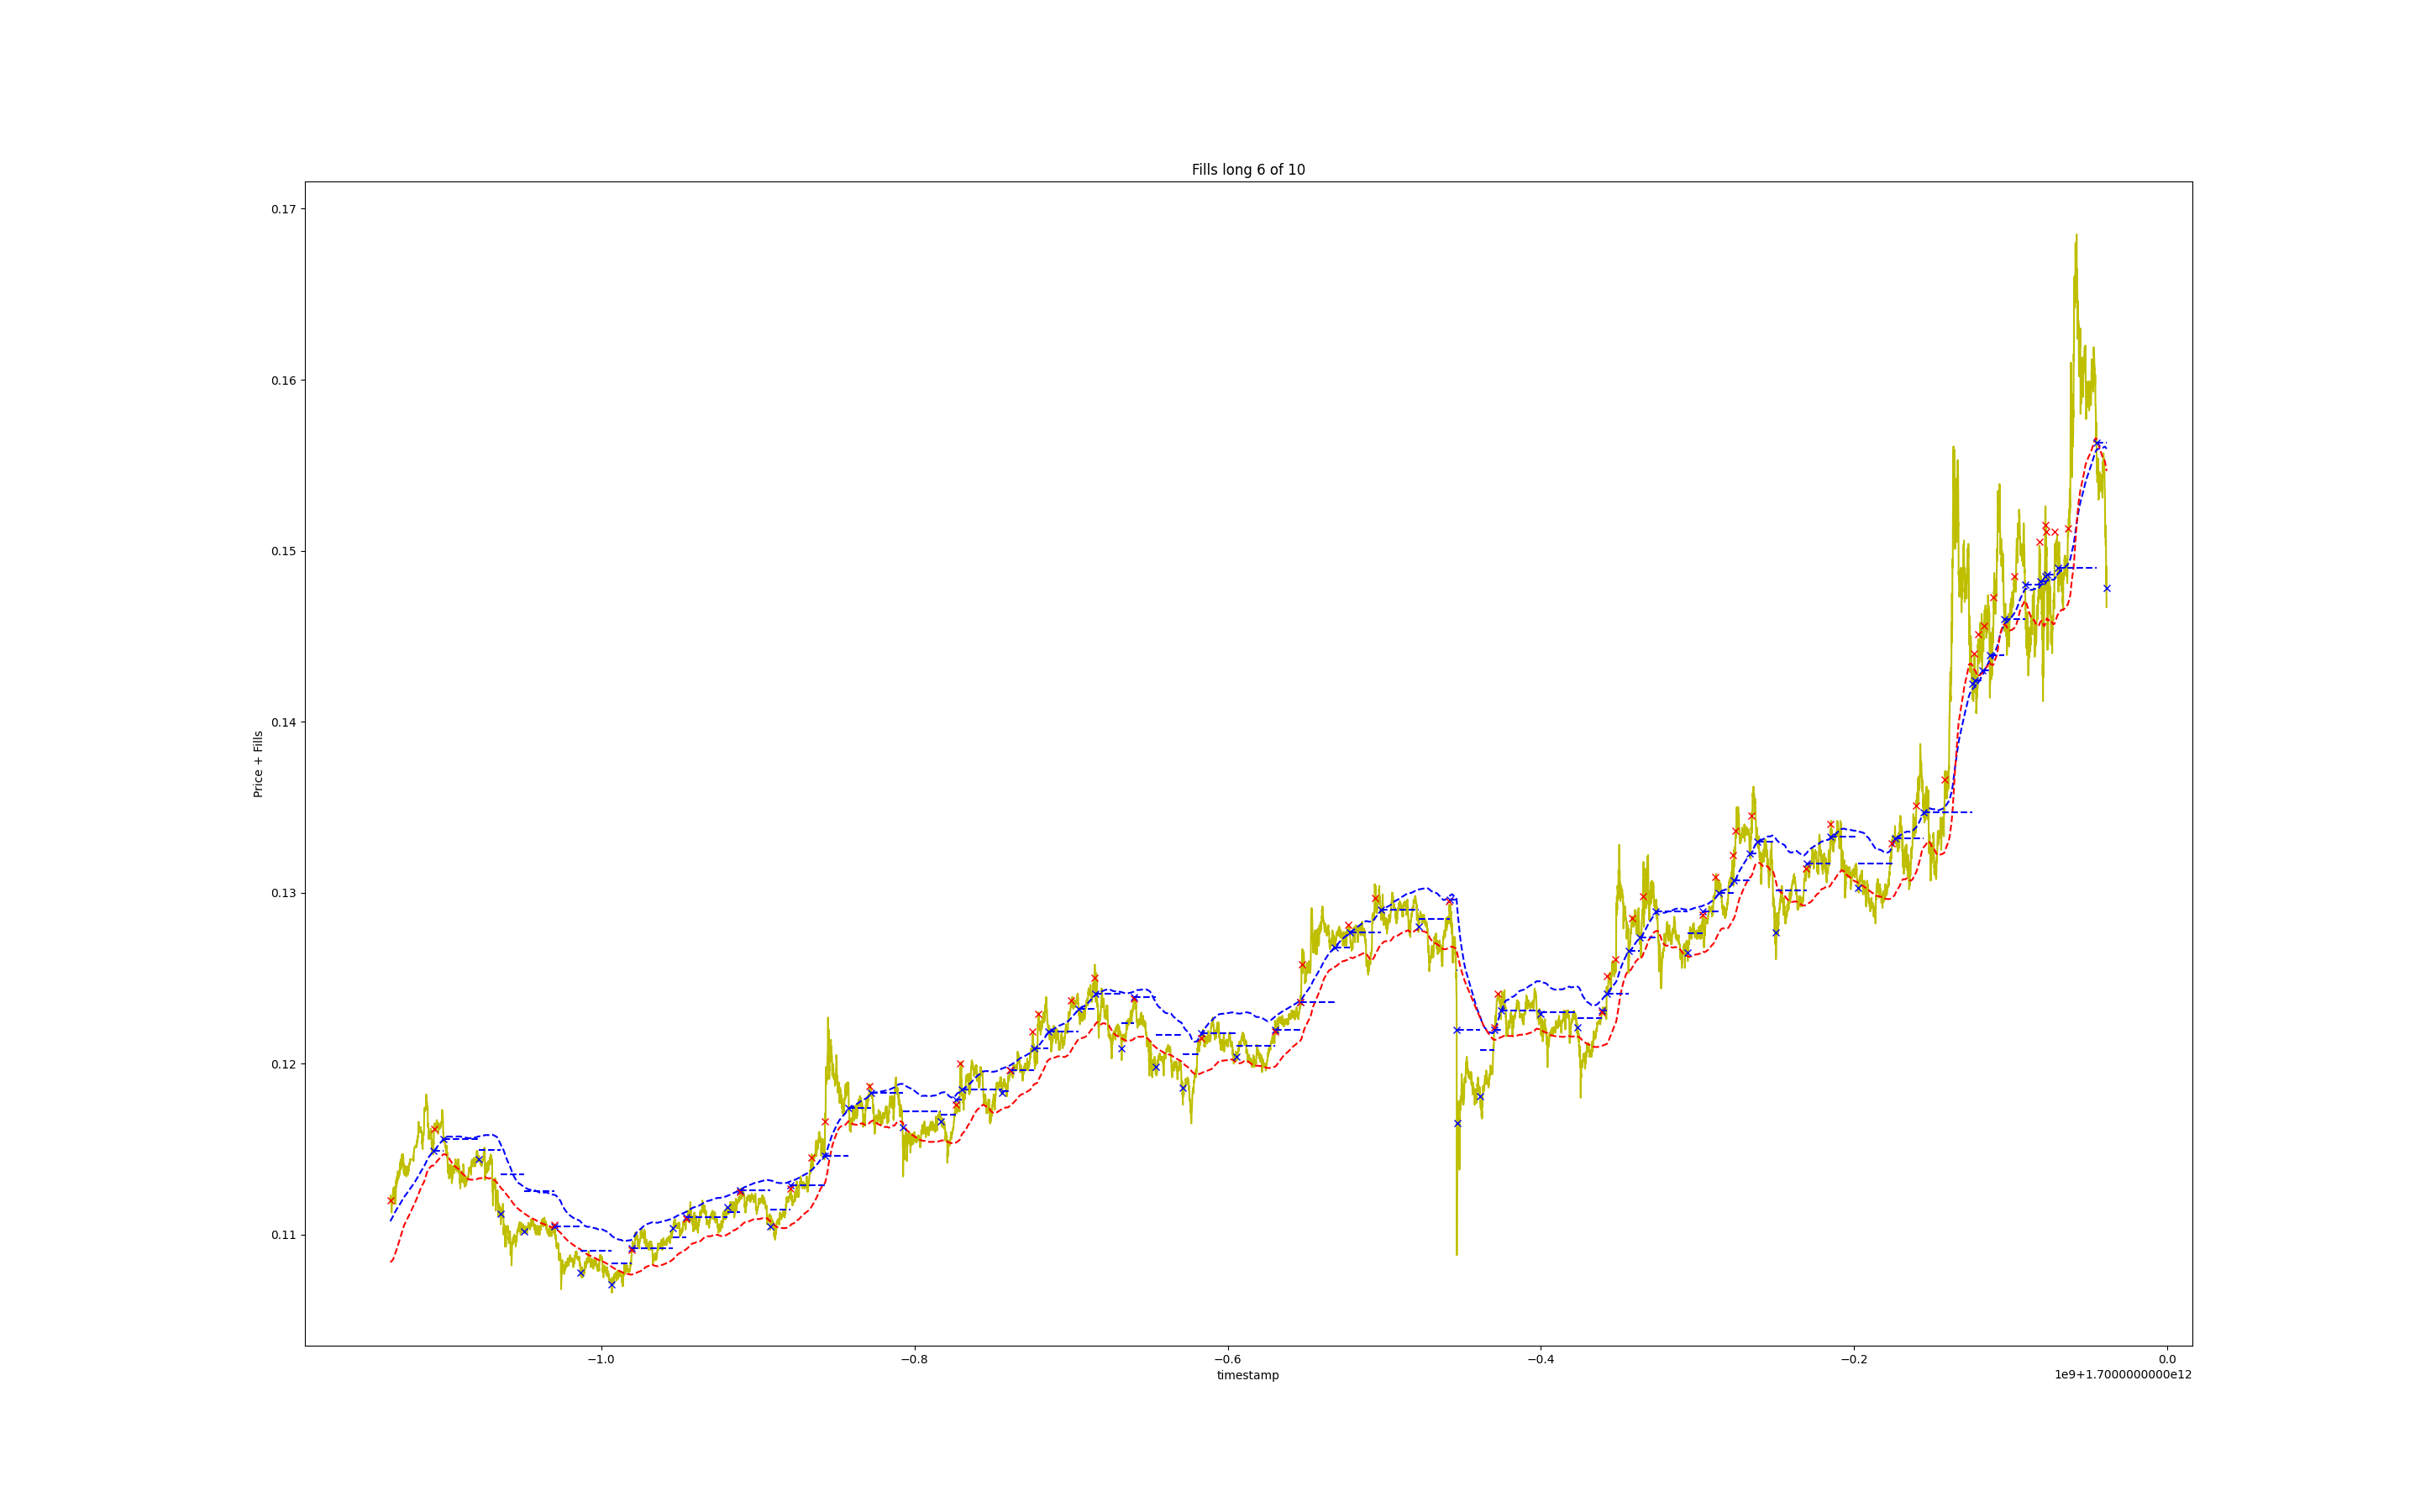 Fills long 6 of 10
0.17
0.16
0.15
0.14
0.13
0.12
0.11
Price + Fills
−1.0 −0.8 −0.6 −0.4 −0.2 0.0
timestamp
1e9+1.7000000000e12